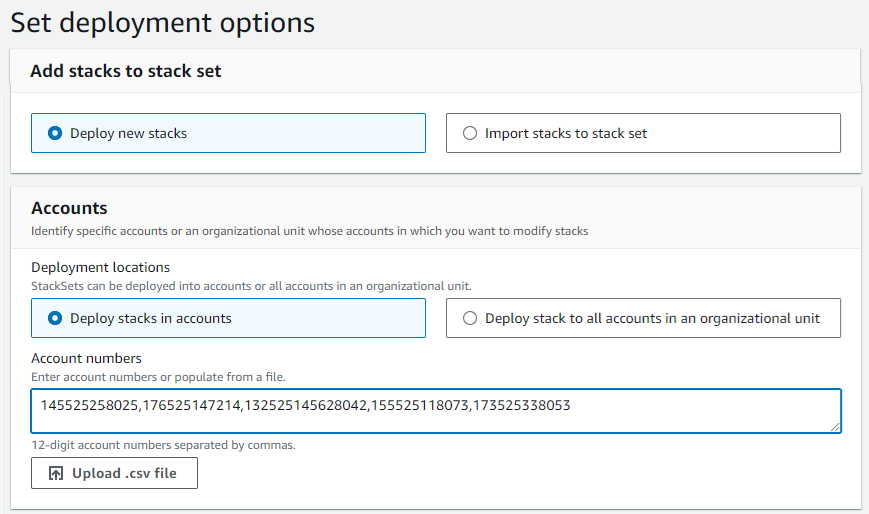 Set deployment options
Add stacks to stack set
Deploy new stacks
Import stacks to stack set
Accounts
Identify specific accounts or an organizational unit whose accounts in which you want to modify stacks
Deployment locations
StackSets can be deployed into accounts or all accounts in an organizational unit.
Deploy stacks in accounts
Deploy stack to all accounts in an organizational unit
Account numbers
Enter account numbers or populate from a file.
145525258025,176525147214,132525145628042,155525118073,173525338053
12-digit account numbers separated by commas.
Upload .csv file